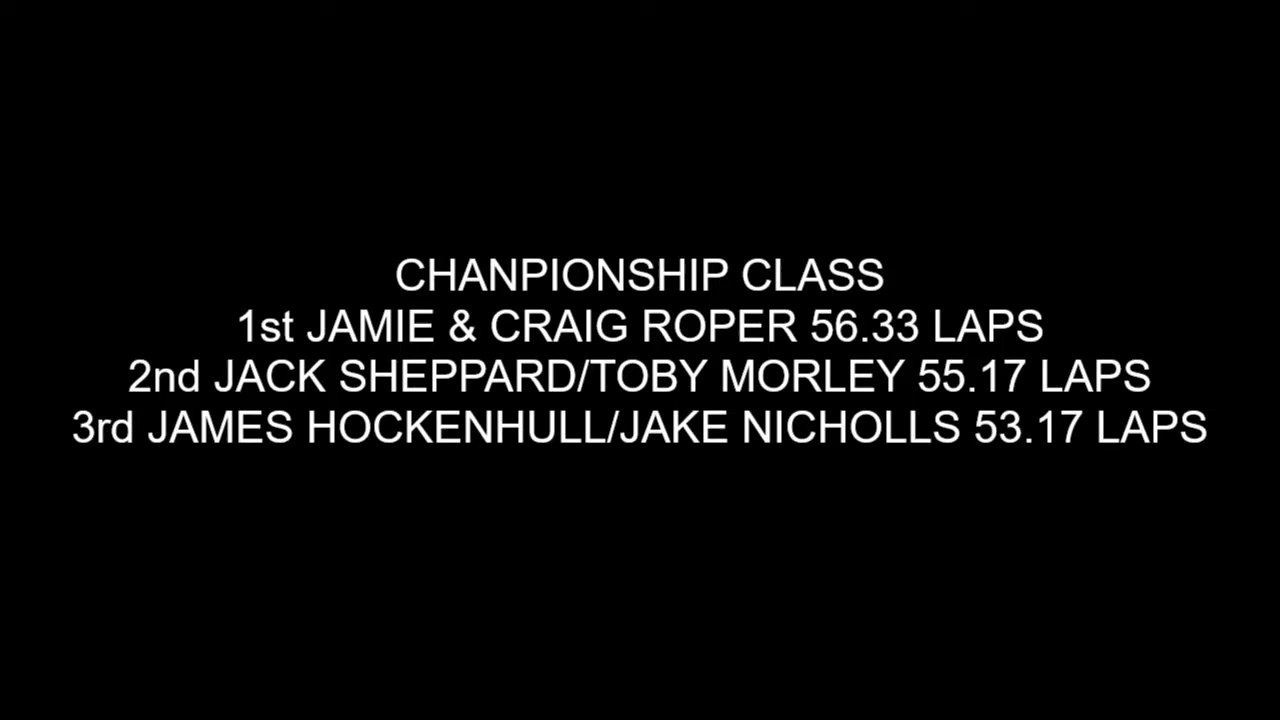 CHANPIONSHIP CLASS
1st JAMIE & CRAIG ROPER 56.33 LAPS
2nd JACK SHEPPARD/TOBY MORLEY 55.17 LAPS
3rd JAMES HOCKENHULL/JAKE NICHOLLS 53.17 LAPS